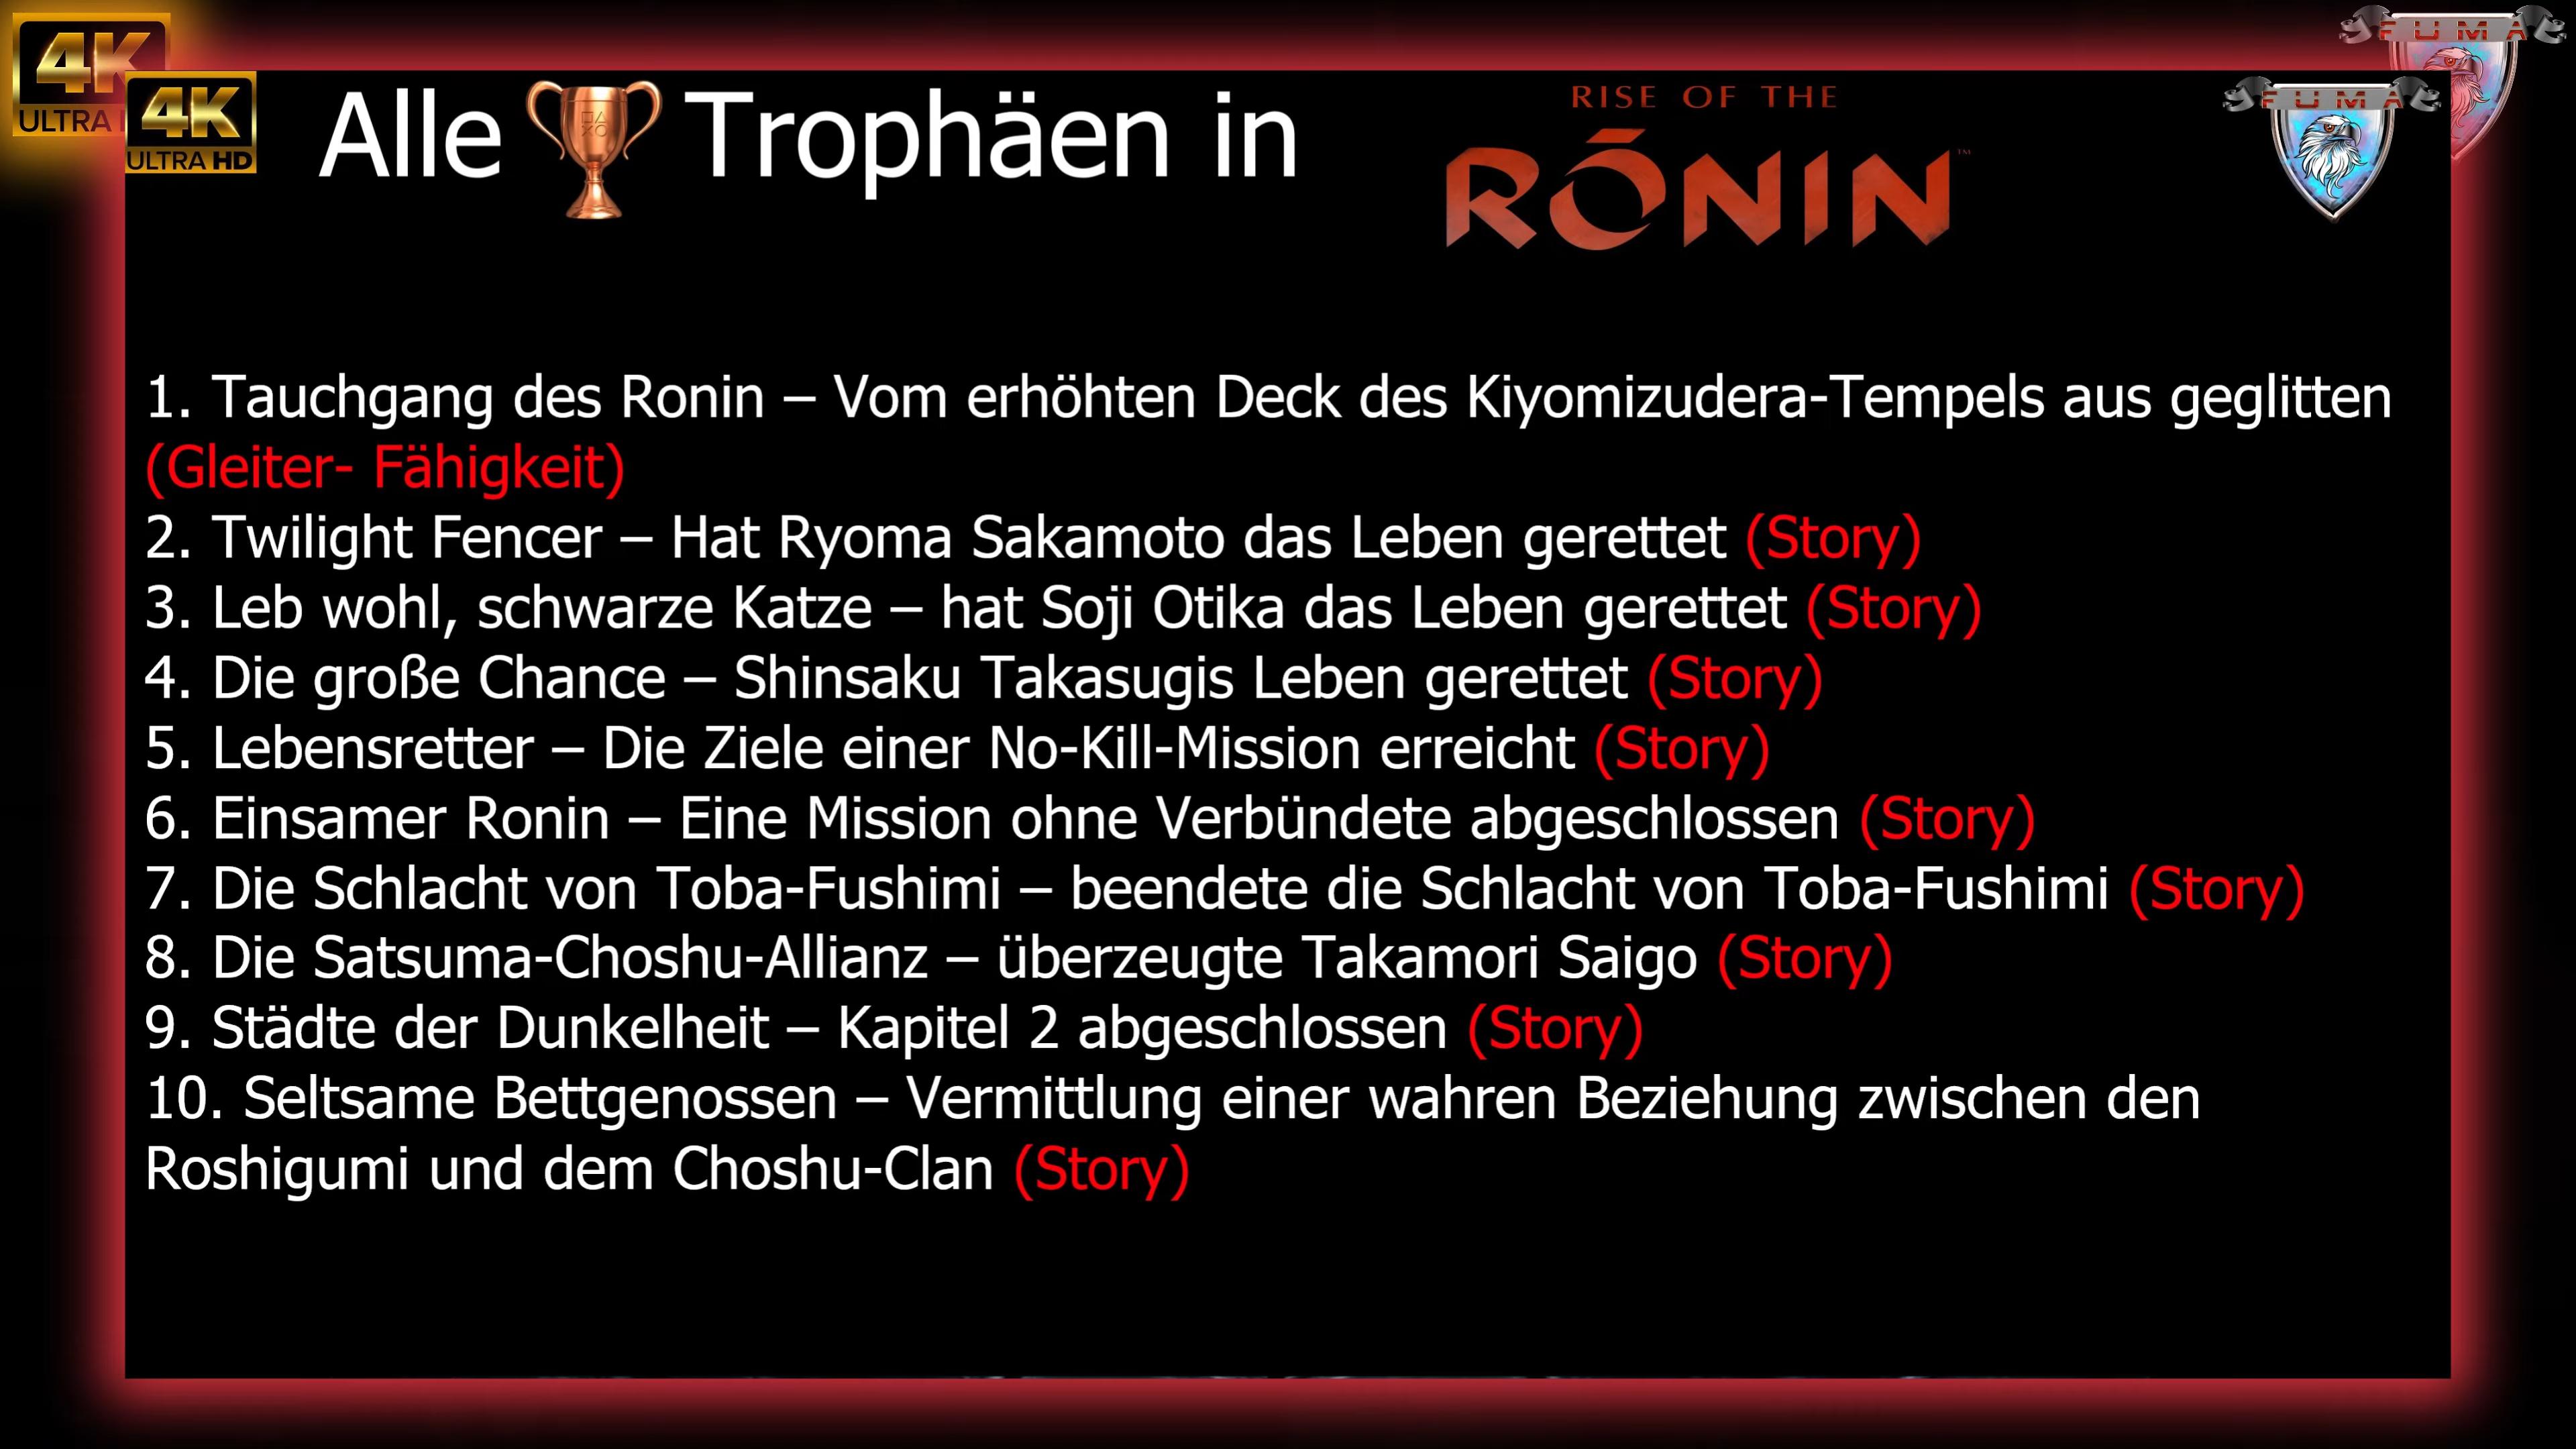 4K
ULTRA
FUMA
4K
ULTRA HD
Alle Trophäen in
RISE OF THE
RŌNIN™
FUMA
1. Tauchgang des Ronin – Vom erhöhten Deck des Kiyomizudera-Tempels aus geglitten
(Gleiter- Fähigkeit)
2. Twilight Fencer – Hat Ryoma Sakamoto das Leben gerettet (Story)
3. Leb wohl, schwarze Katze – hat Soji Otika das Leben gerettet (Story)
4. Die große Chance – Shinsaku Takasugis Leben gerettet (Story)
5. Lebensretter – Die Ziele einer No-Kill-Mission erreicht (Story)
6. Einsamer Ronin – Eine Mission ohne Verbündete abgeschlossen (Story)
7. Die Schlacht von Toba-Fushimi – beendete die Schlacht von Toba-Fushimi (Story)
8. Die Satsuma-Choshu-Allianz – überzeugte Takamori Saigo (Story)
9. Städte der Dunkelheit – Kapitel 2 abgeschlossen (Story)
10. Seltsame Bettgenossen – Vermittlung einer wahren Beziehung zwischen den
Roshigumi und dem Choshu-Clan (Story)